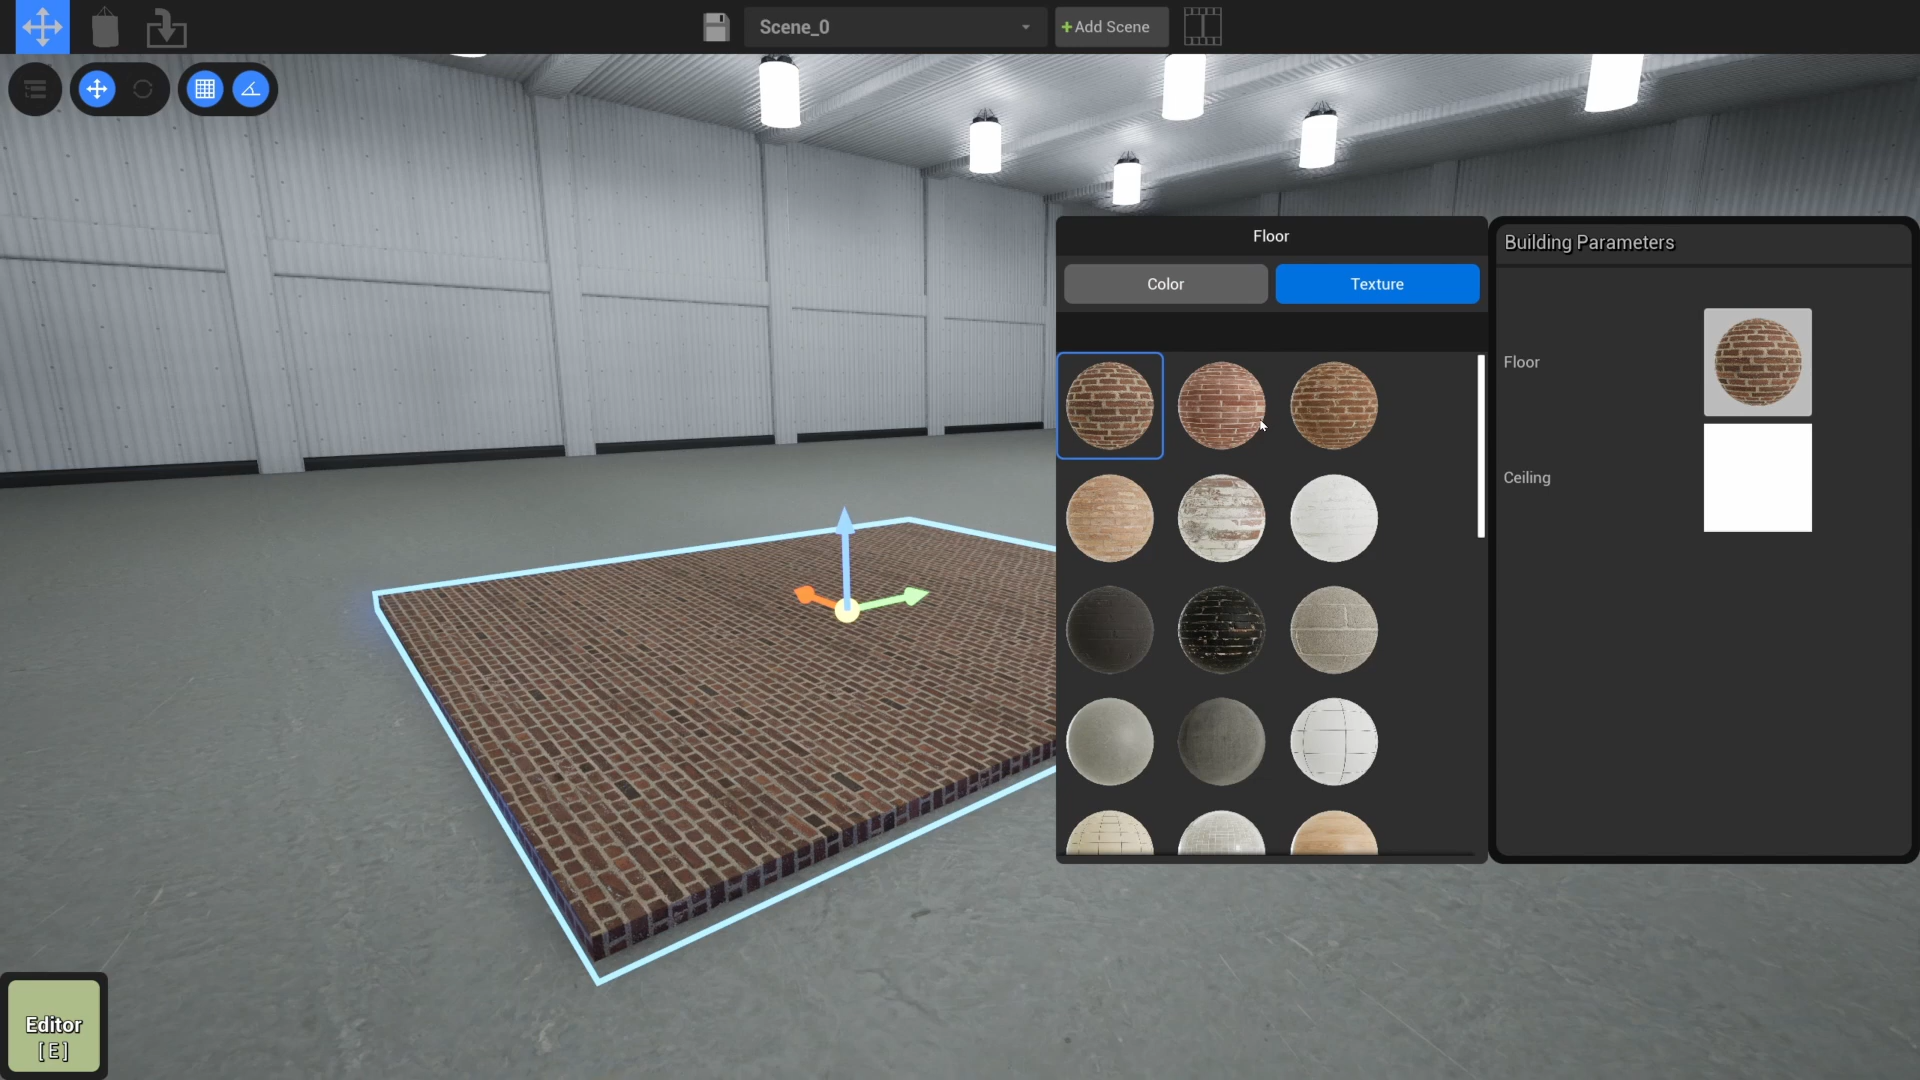 Scene_0
+Add Scene
Floor
Color
Texture
Building Parameters
Floor
Ceiling
Editor
[E]